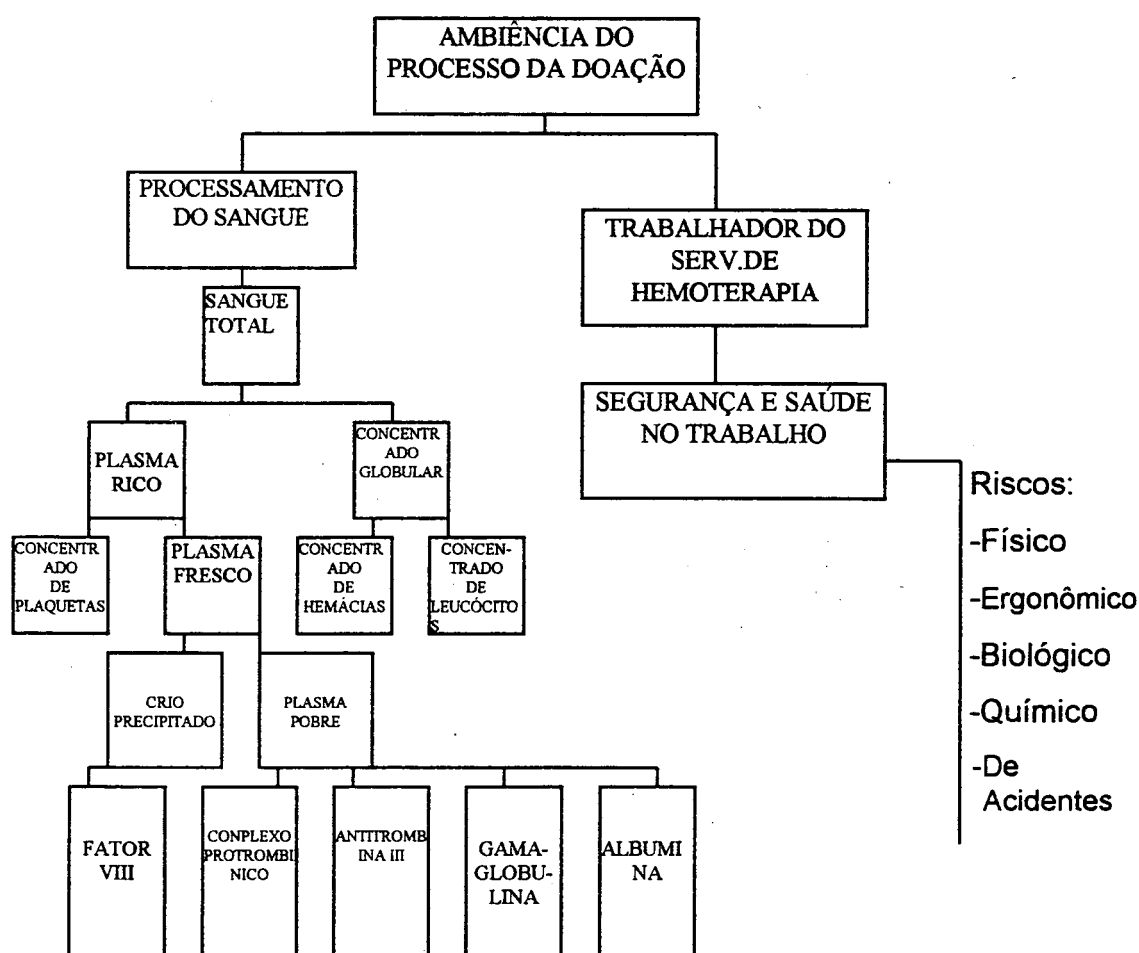 AMBIÊNCIA DO
PROCESSO DA DOAÇÃO
PROCESSAMENTO
DO SANGUE
TRABALHADOR DO
SERV.DE
HEMOTERAPIA
SANGUE
TOTAL
SEGURANÇA E SAÚDE
NO TRABALHO
PLASMA
RICO
CONCENTR
ADO
GLOBULAR
Riscos:
-Físico
-Ergonômico
-Biológico
-Químico
-De
Acidentes
CONCENTR
ADO
DE
PLAQUETAS
PLASMA
FRESCO
CONCENTR
ADO
DE
HEMÁCIAS
CONCEN-
TRADO
DE
LEUCÓCITO
S
CRIO
PRECIPITADO
PLASMA
POBRE
FATOR
VIII
CONPLEXO
PROTROMBI
NICO
ANTITROMB
INA III
GAMA-
GLOBU-
LINA
ALBUMI
NA